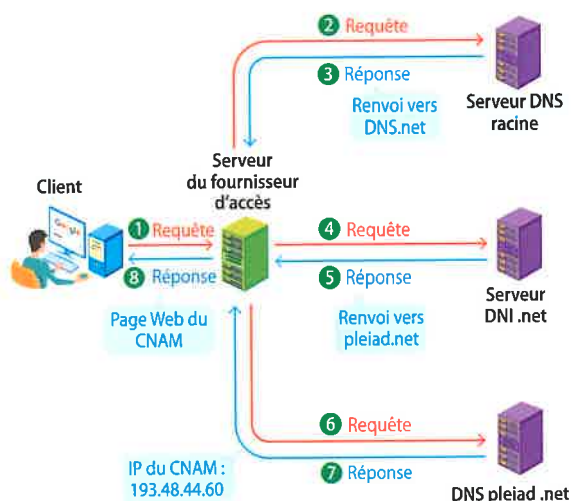 2 Requête
3 Réponse
Renvoi vers
DNS.net
Serveur DNS
racine
Serveur
du fournisseur
d'accès
Client
Google
1 Requête
8 Réponse
Page Web du
CNAM
4 Requête
5 Réponse
Renvoi vers
pleiad.net
Serveur
DNI .net
6 Requête
7 Réponse
IP du CNAM :
193.48.44.60
DNS pleiad .net